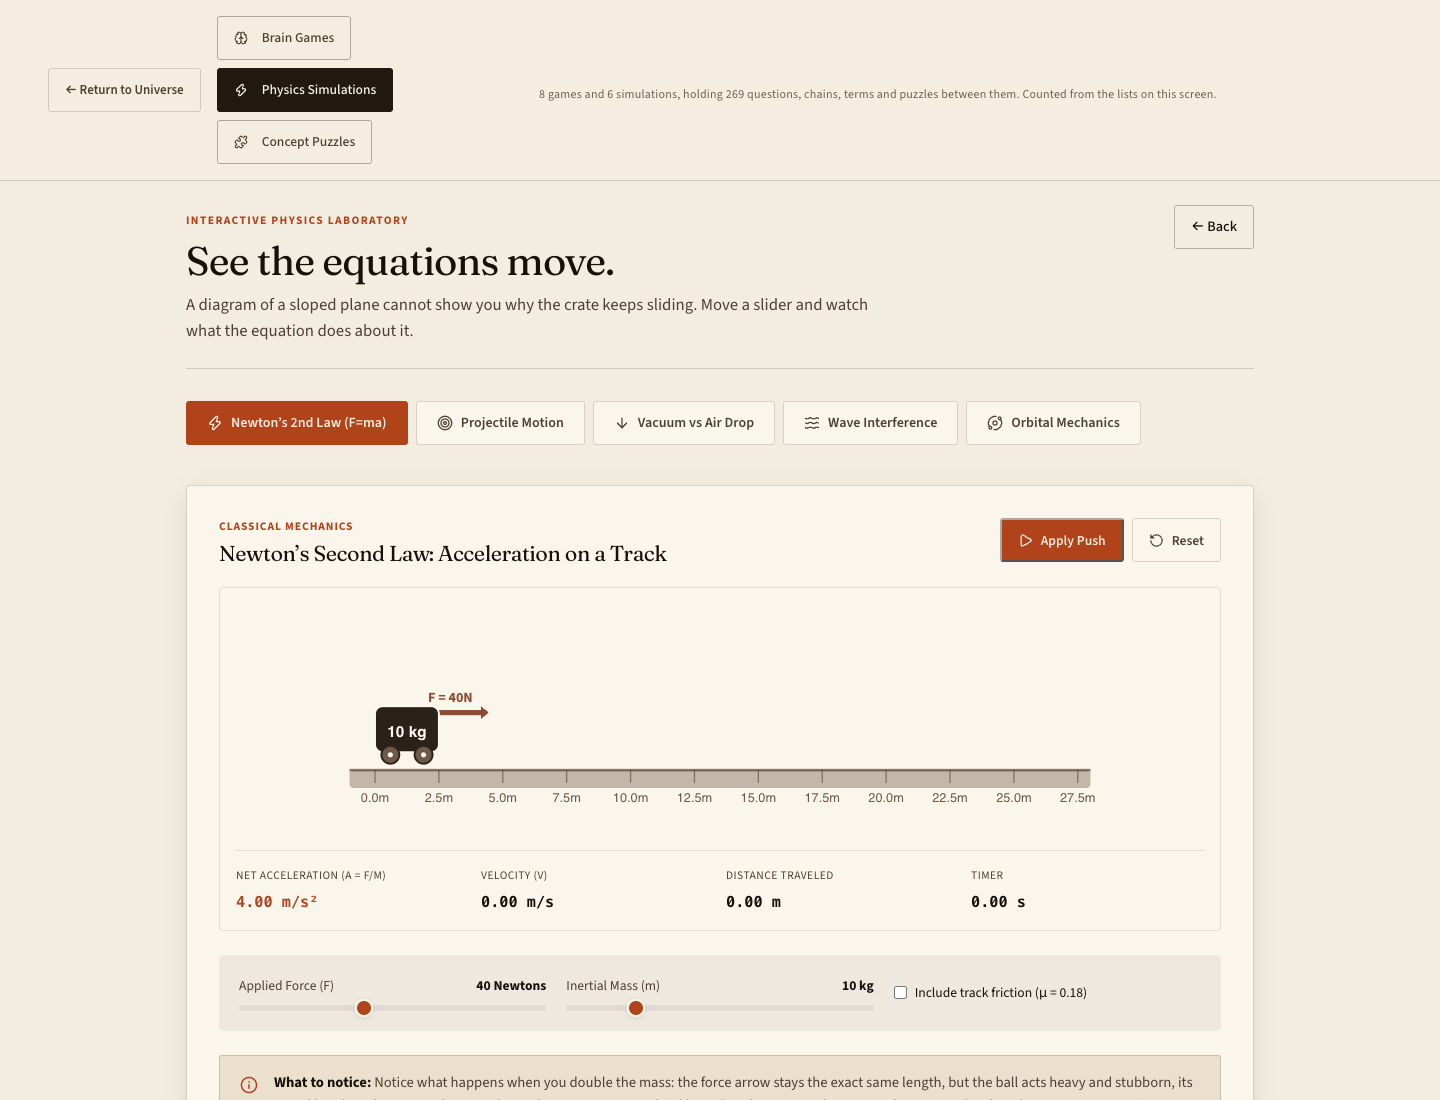 Brain Games
← Return to Universe
Physics Simulations
8 games and 6 simulations, holding 269 questions, chains, terms and puzzles between them. Counted from the lists on this screen.
Concept Puzzles
INTERACTIVE PHYSICS LABORATORY
← Back
See the equations move.
A diagram of a sloped plane cannot show you why the crate keeps sliding. Move a slider and watch
what the equation does about it.
Newton’s 2nd Law (F=ma)
Projectile Motion
Vacuum vs Air Drop
Wave Interference
Orbital Mechanics
CLASSICAL MECHANICS
Newton’s Second Law: Acceleration on a Track
Apply Push
Reset
F = 40N
10 kg
0.0m 2.5m 5.0m 7.5m 10.0m 12.5m 15.0m 17.5m 20.0m 22.5m 25.0m 27.5m
NET ACCELERATION (A = F/M)
4.00 m/s²
VELOCITY (V)
0.00 m/s
DISTANCE TRAVELED
0.00 m
TIMER
0.00 s
Applied Force (F) 40 Newtons
Inertial Mass (m) 10 kg
Include track friction (μ = 0.18)
What to notice: Notice what happens when you double the mass: the force arrow stays the exact same length, but the ball acts heavy and stubborn, its